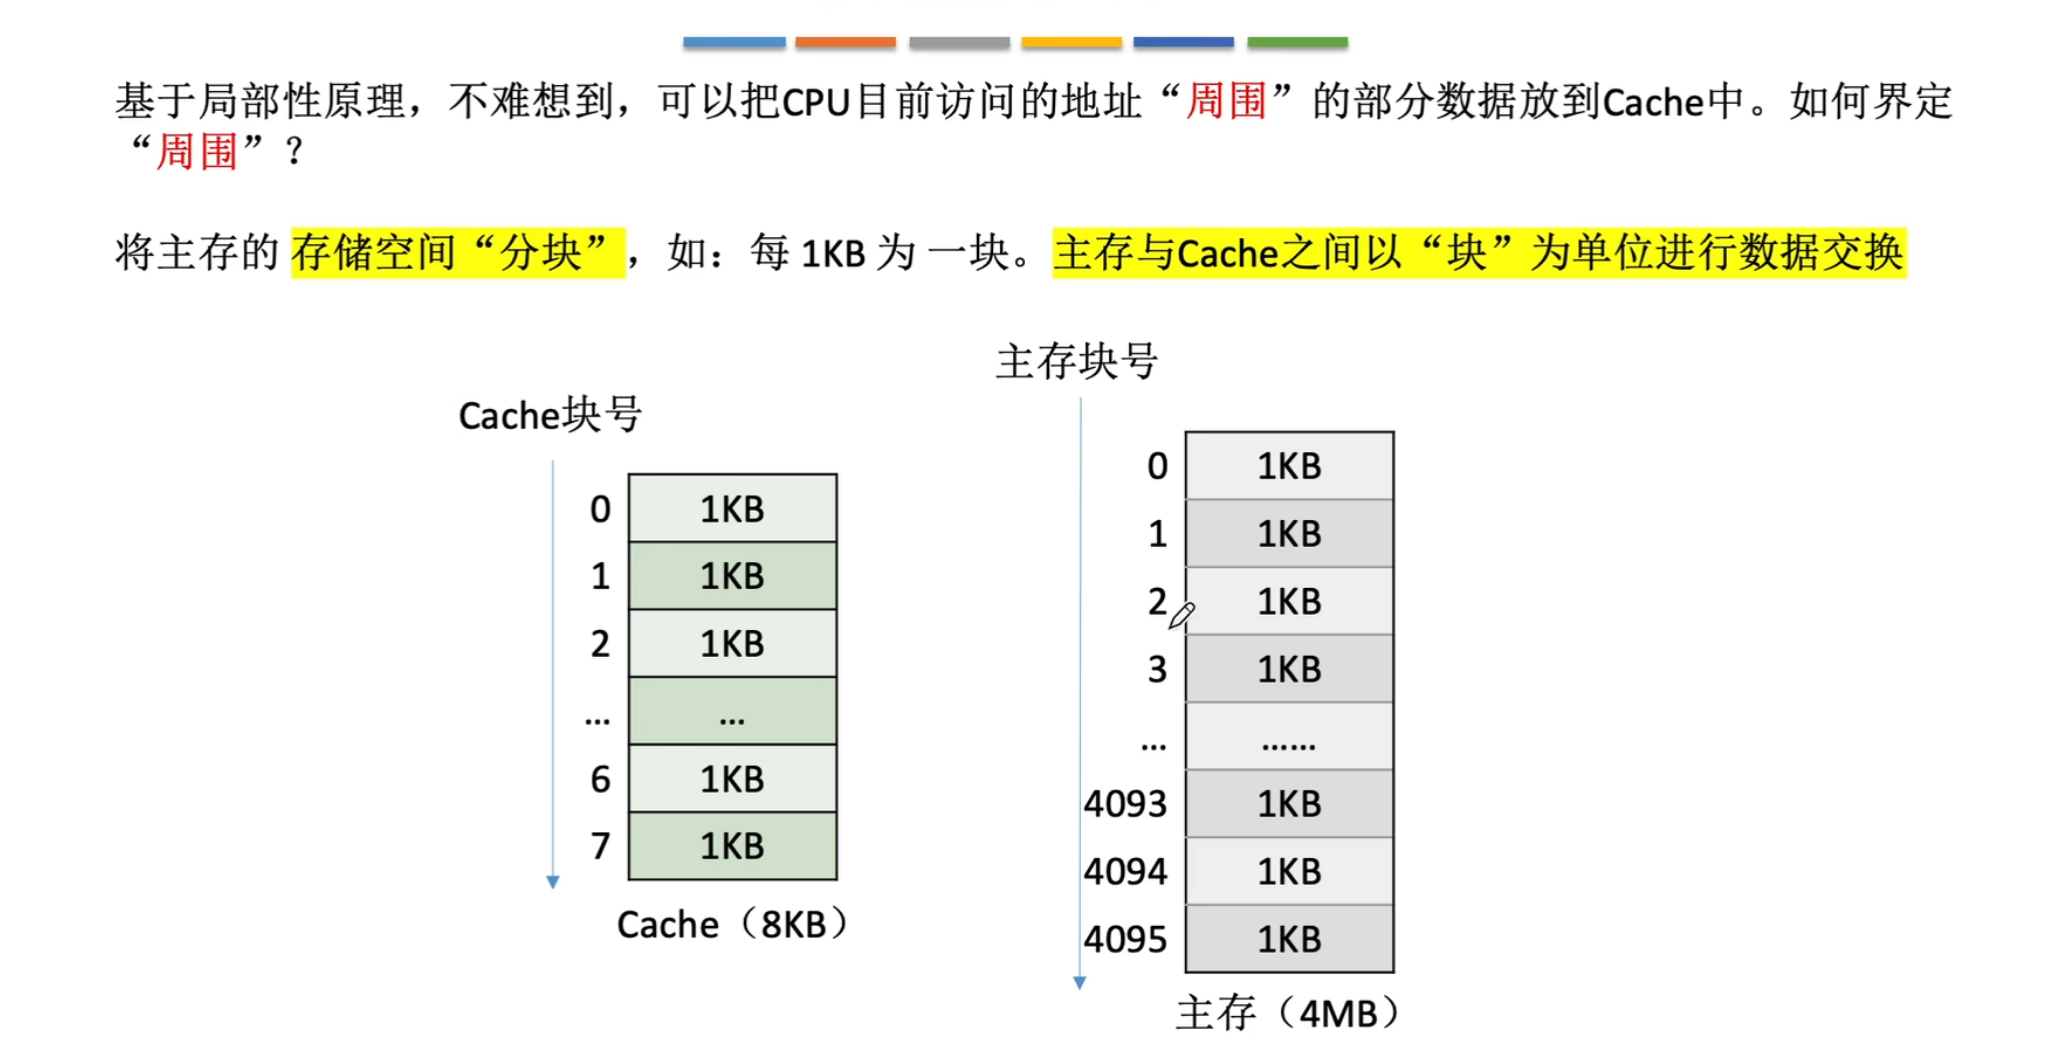 基于局部性原理，不难想到，可以把CPU目前访问的地址“周围”的部分数据放到Cache中。如何界定
“周围”？
将主存的 存储空间“分块”，如：每 1KB 为 一块。主存与Cache之间以“块”为单位进行数据交换
Cache块号
0 1KB
1 1KB
2 1KB
... ...
6 1KB
7 1KB
Cache（8KB）
主存块号
0 1KB
1 1KB
2 1KB
3 1KB
... ......
4093 1KB
4094 1KB
4095 1KB
主存（4MB）